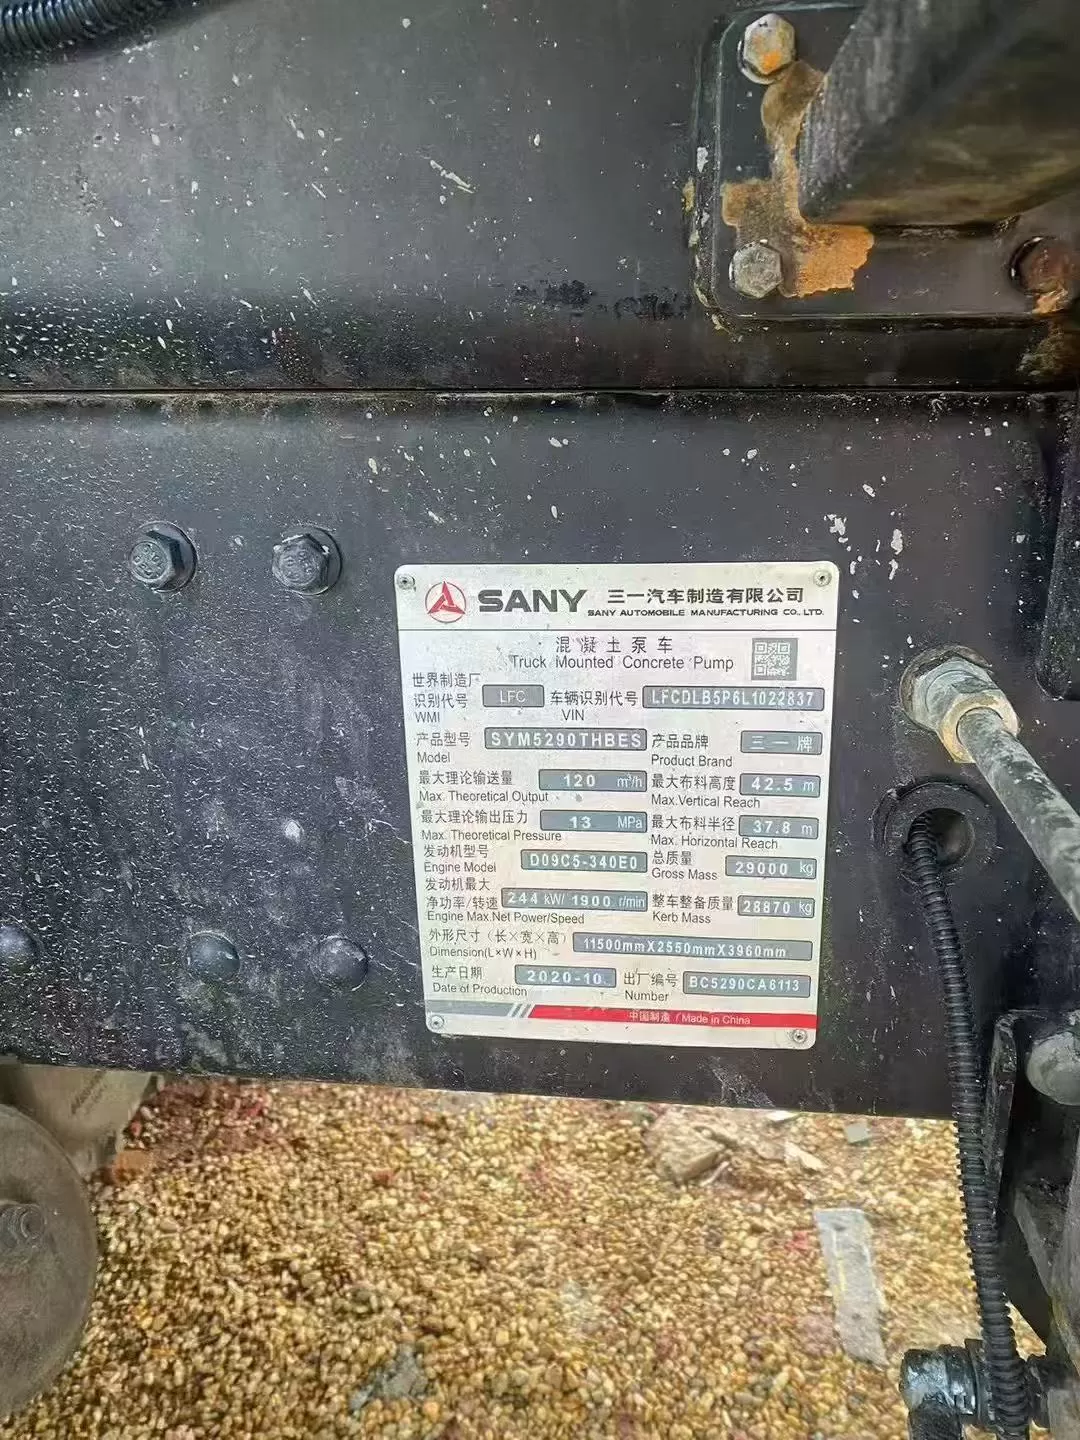 SANY 三一汽车制造有限公司
SANY AUTOMOBILE MANUFACTURING CO., LTD.
混凝土泵车
Truck Mounted Concrete Pump
世界制造厂
识别代号 LFC 车辆识别代号 LFCDLB5P6L1022837
WMI VIN
产品型号 SYM5290THBES 产品品牌 三一牌
Model Product Brand
最大理论输送量 120 m³/h 最大布料高度 42.5 m
Max. Theoretical Output Max.Vertical Reach
最大理论输出压力 13 MPa 最大布料半径 37.8 m
Max. Theoretical Pressure Max. Horizontal Reach
发动机型号 D09C5-340E0 总质量 29000 kg
Engine Model Gross Mass
发动机最大
净功率/转速 244 kW/ 1900 r/min 整车整备质量 28870 kg
Engine Max.Net Power/Speed Kerb Mass
外形尺寸（长×宽×高） 11500mmX2550mmX3960mm
Dimension(L×W×H)
生产日期 2020-10 出厂编号 BC5290CA6113
Date of Production Number
中国制造 / Made in China